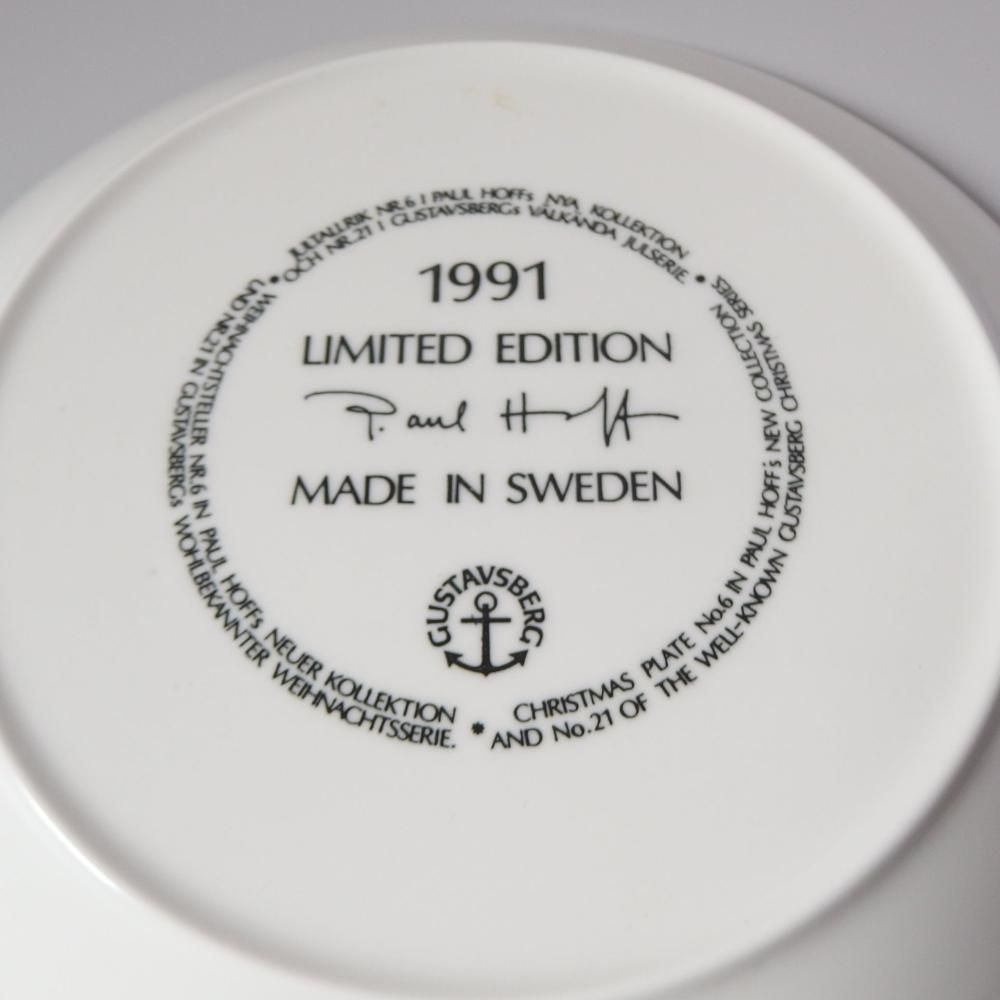 JULTALLRIK NR.6 I PAUL HOFFs NYA KOLLEKTION
OCH NR.21 I GUSTAVSBERGs VÄLKÄNDA JULSERIE.
1991
LIMITED EDITION
Paul Hoff
MADE IN SWEDEN
GUSTAVSBERG
CHRISTMAS PLATE No.6 IN PAUL HOFF's NEW COLLECTION
AND No.21 OF THE WELL-KNOWN GUSTAVSBERG CHRISTMAS SERIES
WEIHNACHTSTELLER NR.6 IN PAUL HOFFs NEUER KOLLEKTION
UND NR.21 IN GUSTAVSBERGs WOHLBEKANNTER WEIHNACHTSSERIE.